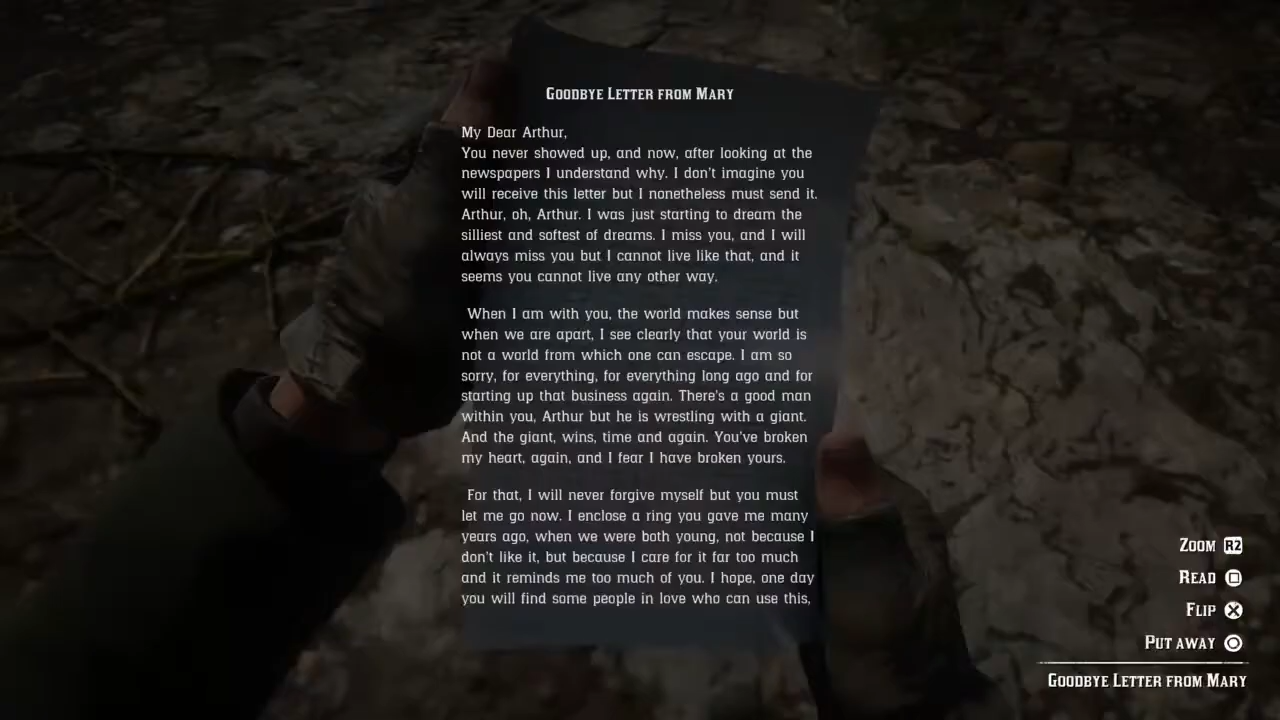 Goodbye Letter from Mary
My Dear Arthur,
You never showed up, and now, after looking at the
newspapers I understand why. I don't imagine you
will receive this letter but I nonetheless must send it.
Arthur, oh, Arthur. I was just starting to dream the
silliest and softest of dreams. I miss you, and I will
always miss you but I cannot live like that, and it
seems you cannot live any other way.
When I am with you, the world makes sense but
when we are apart, I see clearly that your world is
not a world from which one can escape. I am so
sorry, for everything, for everything long ago and for
starting up that business again. There's a good man
within you, Arthur but he is wrestling with a giant.
And the giant, wins, time and again. You've broken
my heart, again, and I fear I have broken yours.
For that, I will never forgive myself but you must
let me go now. I enclose a ring you gave me many
years ago, when we were both young, not because I
don't like it, but because I care for it far too much
and it reminds me too much of you. I hope, one day
you will find some people in love who can use this,
Zoom R2
Read
Flip
Put away
Goodbye Letter from Mary